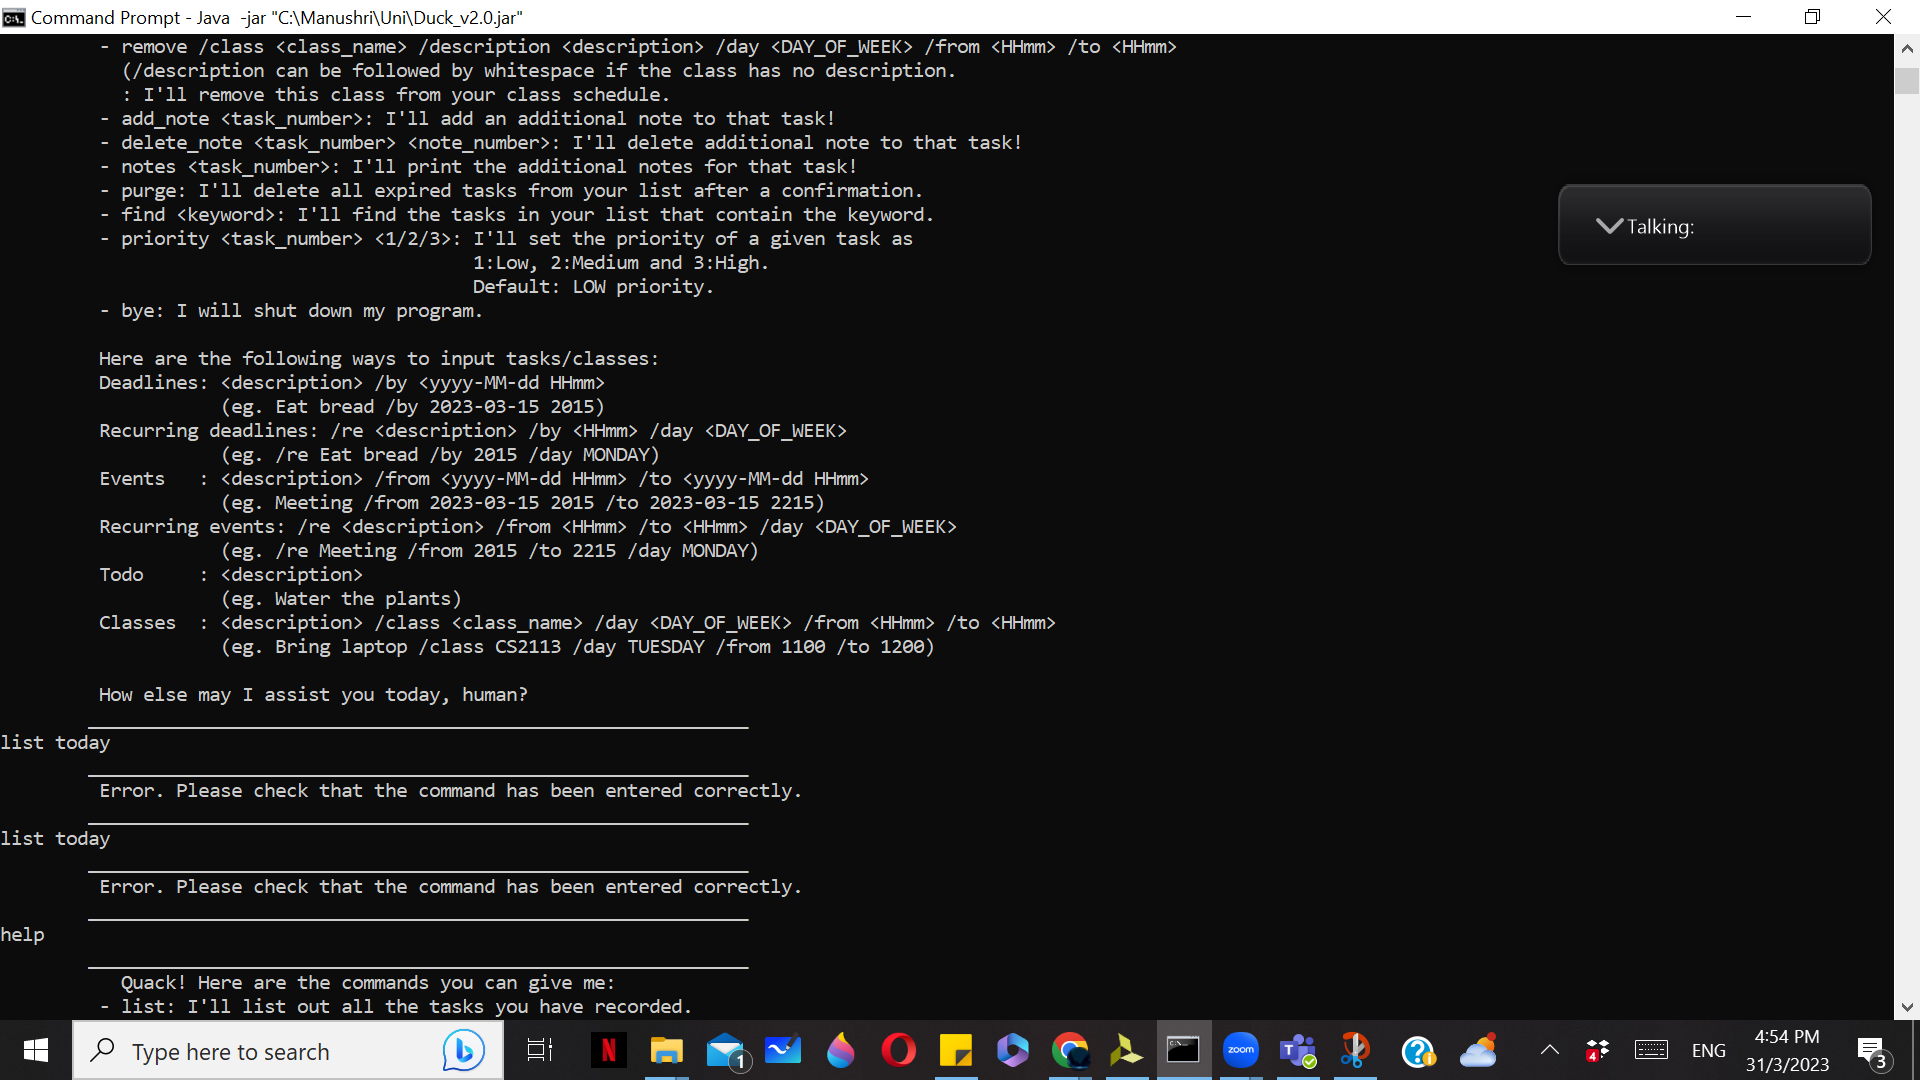 Command Prompt - Java  -jar "C:\Manushri\Uni\Duck_v2.0.jar"
- remove /class <class_name> /description <description> /day <DAY_OF_WEEK> /from <HHmm> /to <HHmm>
(/description can be followed by whitespace if the class has no description.
: I'll remove this class from your class schedule.
- add_note <task_number>: I'll add an additional note to that task!
- delete_note <task_number> <note_number>: I'll delete additional note to that task!
- notes <task_number>: I'll print the additional notes for that task!
- purge: I'll delete all expired tasks from your list after a confirmation.
- find <keyword>: I'll find the tasks in your list that contain the keyword.
- priority <task_number> <1/2/3>: I'll set the priority of a given task as
1:Low, 2:Medium and 3:High.
Default: LOW priority.
- bye: I will shut down my program.
Talking:
Here are the following ways to input tasks/classes:
Deadlines: <description> /by <yyyy-MM-dd HHmm>
(eg. Eat bread /by 2023-03-15 2015)
Recurring deadlines: /re <description> /by <HHmm> /day <DAY_OF_WEEK>
(eg. /re Eat bread /by 2015 /day MONDAY)
Events   : <description> /from <yyyy-MM-dd HHmm> /to <yyyy-MM-dd HHmm>
(eg. Meeting /from 2023-03-15 2015 /to 2023-03-15 2215)
Recurring events: /re <description> /from <HHmm> /to <HHmm> /day <DAY_OF_WEEK>
(eg. /re Meeting /from 2015 /to 2215 /day MONDAY)
Todo     : <description>
(eg. Water the plants)
Classes  : <description> /class <class_name> /day <DAY_OF_WEEK> /from <HHmm> /to <HHmm>
(eg. Bring laptop /class CS2113 /day TUESDAY /from 1100 /to 1200)
How else may I assist you today, human?
____________________________________________________________
list today
____________________________________________________________
Error. Please check that the command has been entered correctly.
____________________________________________________________
list today
____________________________________________________________
Error. Please check that the command has been entered correctly.
____________________________________________________________
help
____________________________________________________________
Quack! Here are the commands you can give me:
- list: I'll list out all the tasks you have recorded.
Type here to search
N
1
C:\.
zoom
4
ENG
4:54 PM
31/3/2023
3